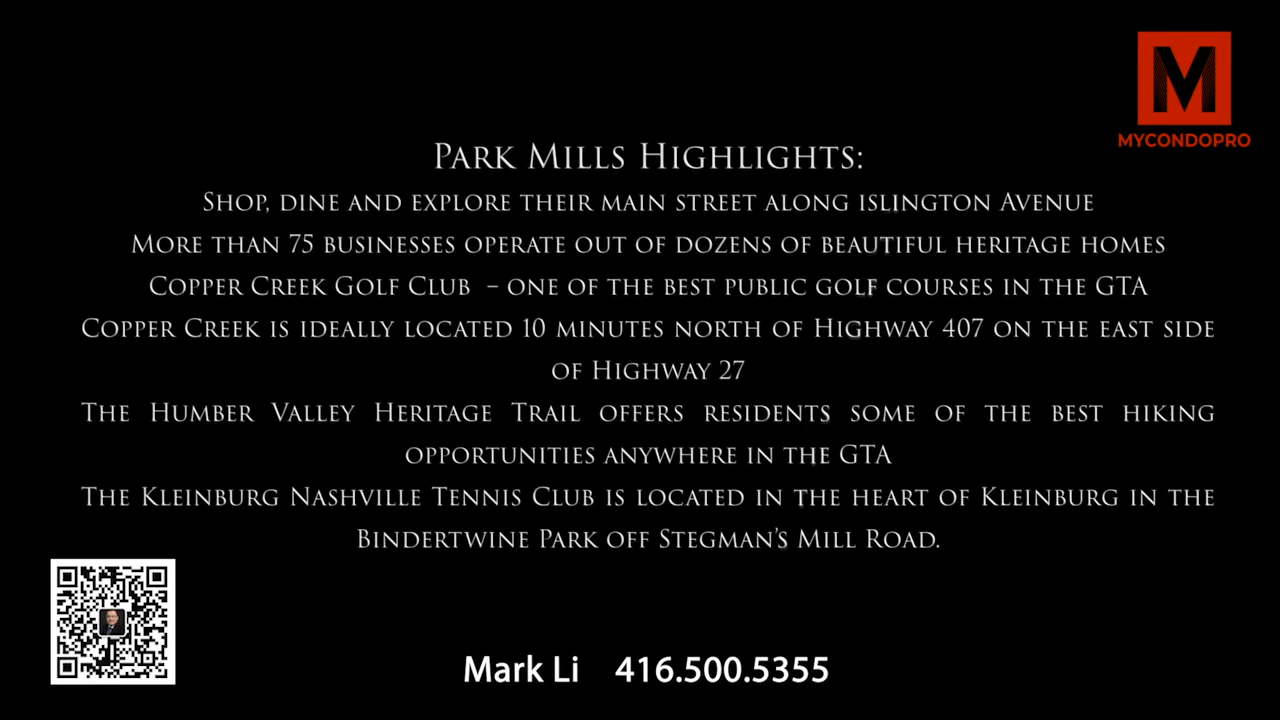 M
MYCONDOPRO
PARK MILLS HIGHLIGHTS:
SHOP, DINE AND EXPLORE THEIR MAIN STREET ALONG ISLINGTON AVENUE
MORE THAN 75 BUSINESSES OPERATE OUT OF DOZENS OF BEAUTIFUL HERITAGE HOMES
COPPER CREEK GOLF CLUB – ONE OF THE BEST PUBLIC GOLF COURSES IN THE GTA
COPPER CREEK IS IDEALLY LOCATED 10 MINUTES NORTH OF HIGHWAY 407 ON THE EAST SIDE
OF HIGHWAY 27
THE HUMBER VALLEY HERITAGE TRAIL OFFERS RESIDENTS SOME OF THE BEST HIKING
OPPORTUNITIES ANYWHERE IN THE GTA
THE KLEINBURG NASHVILLE TENNIS CLUB IS LOCATED IN THE HEART OF KLEINBURG IN THE
BINDERTWINE PARK OFF STEGMAN'S MILL ROAD.
Mark Li 416.500.5355